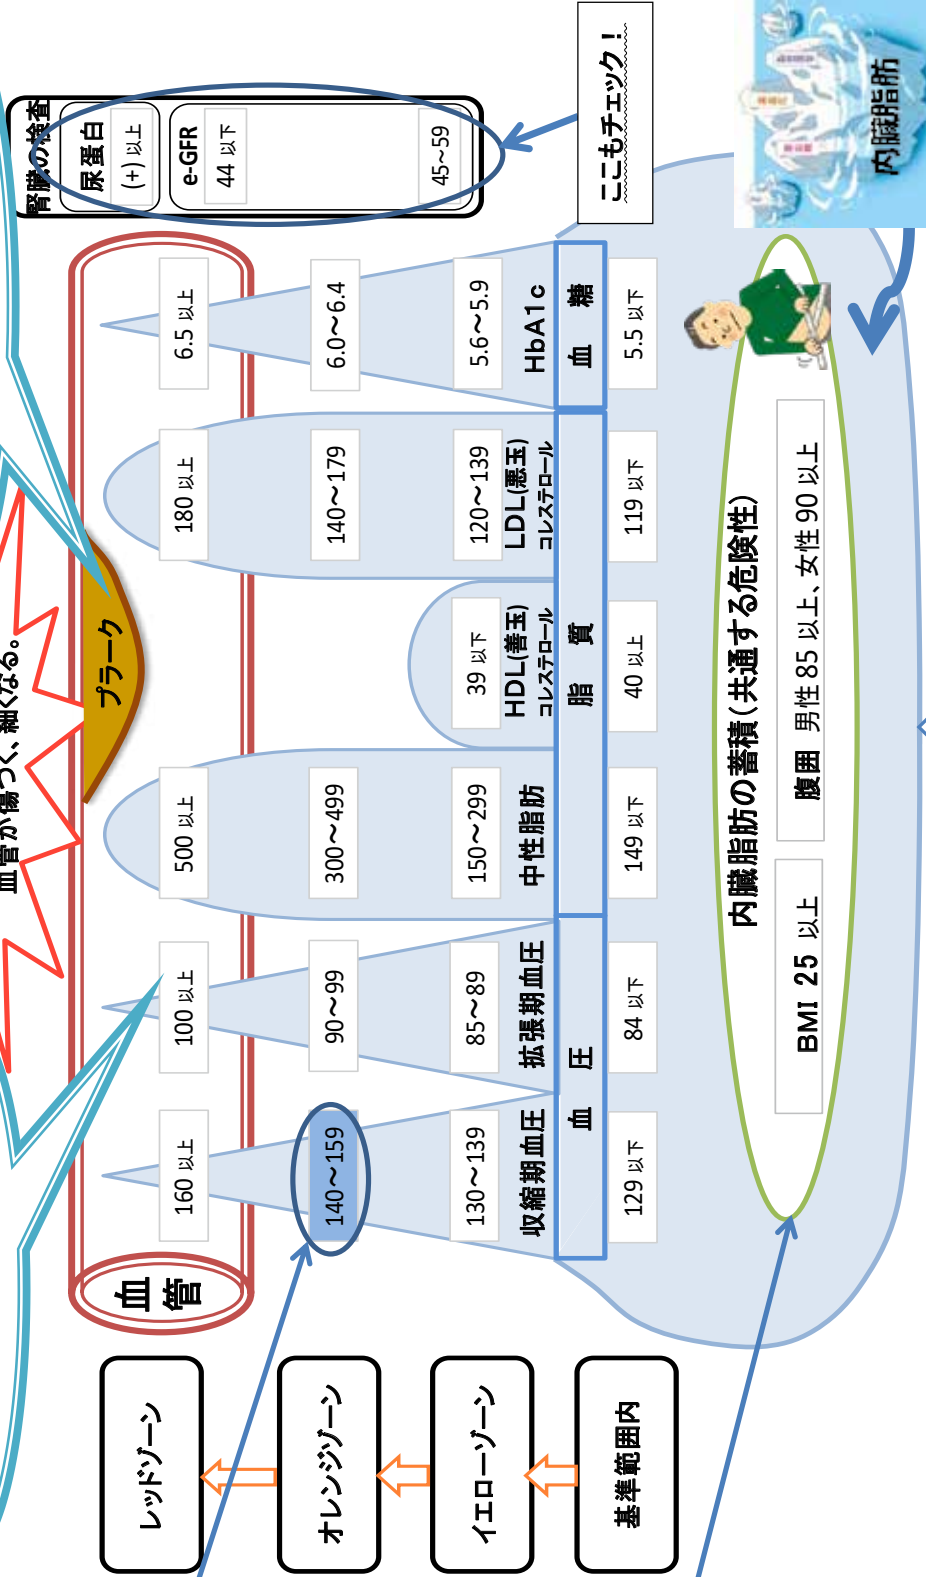 血管が傷つく、細くなる。
プラーク
血管
レッドゾーン
160 以上
100 以上
500 以上
180 以上
6.5 以上
オレンジゾーン
140～159
90～99
300～499
140～179
6.0～6.4
イエローゾーン
130～139
85～89
150～299
39 以下
120～139
5.6～5.9
収縮期血圧
拡張期血圧
中性脂肪
HDL(善玉)
コレステロール
LDL(悪玉)
コレステロール
HbA1c
血 圧
脂 質
血 糖
基準範囲内
129 以下
84 以下
149 以下
40 以上
119 以下
5.5 以下
腎臓の検査
尿蛋白
(+) 以上
e-GFR
44 以下
45~59
ここもチェック！
内臓脂肪の蓄積(共通する危険性)
BMI 25 以上
腹囲 男性 85 以上、女性 90 以上
内臓脂肪